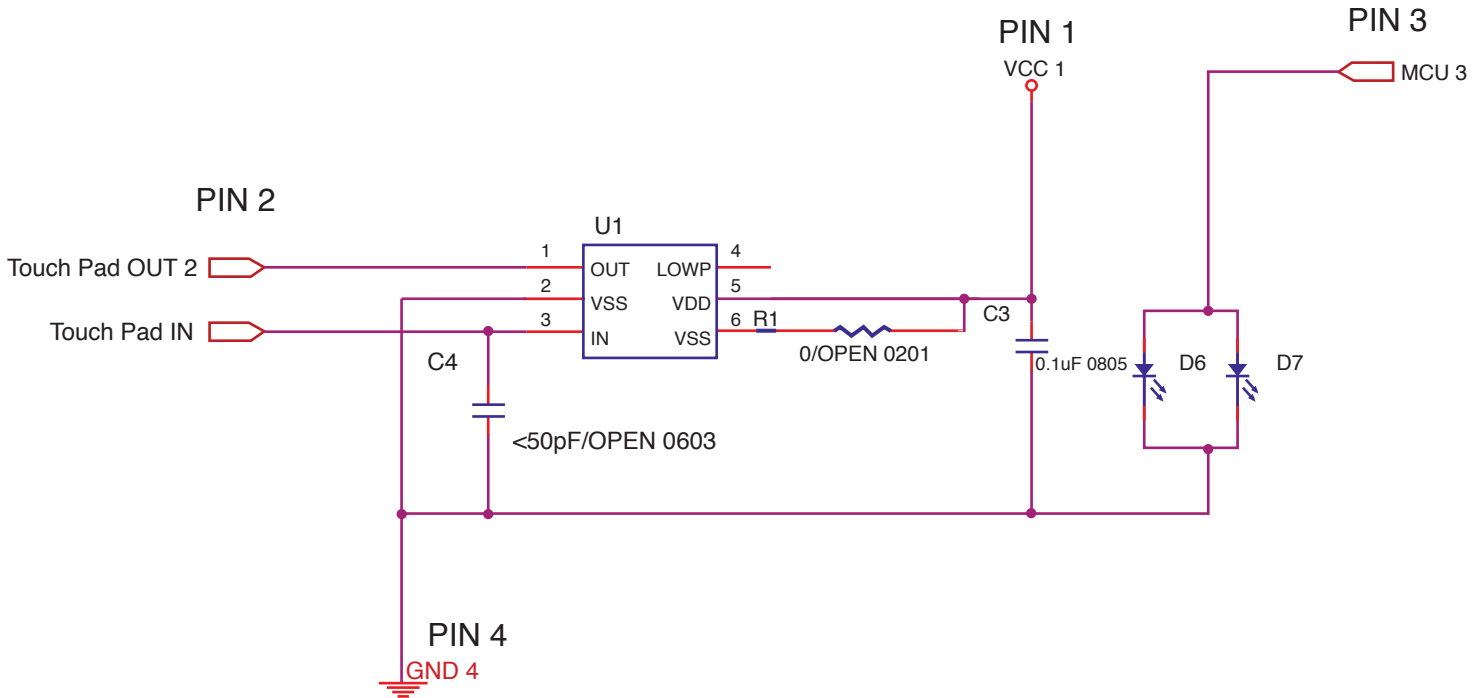 PIN 3
PIN 1
VCC 1
MCU 3
PIN 2
U1
Touch Pad OUT 2
1
OUT
LOWP
4
2
VSS
VDD
5
Touch Pad IN
3
IN
VSS
6
R1
0/OPEN 0201
C3
0.1uF 0805
D6
D7
C4
<50pF/OPEN 0603
PIN 4
GND 4